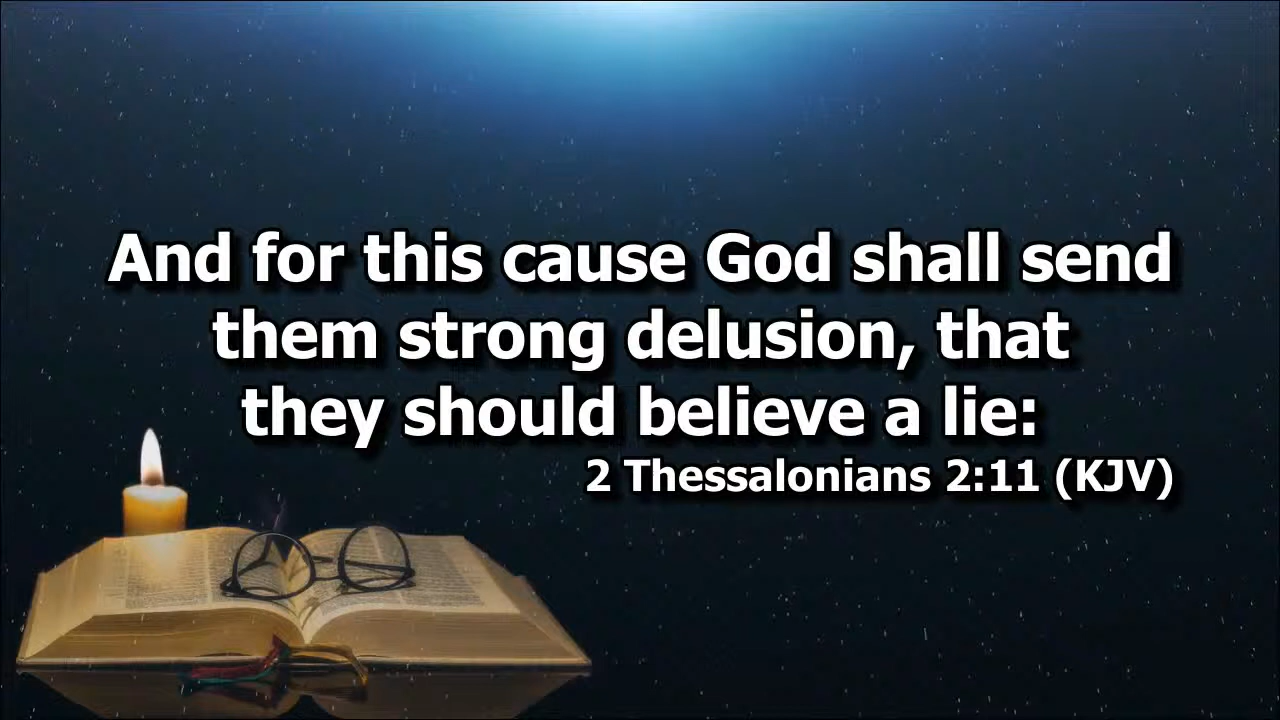 And for this cause God shall send
them strong delusion, that
they should believe a lie:
2 Thessalonians 2:11 (KJV)